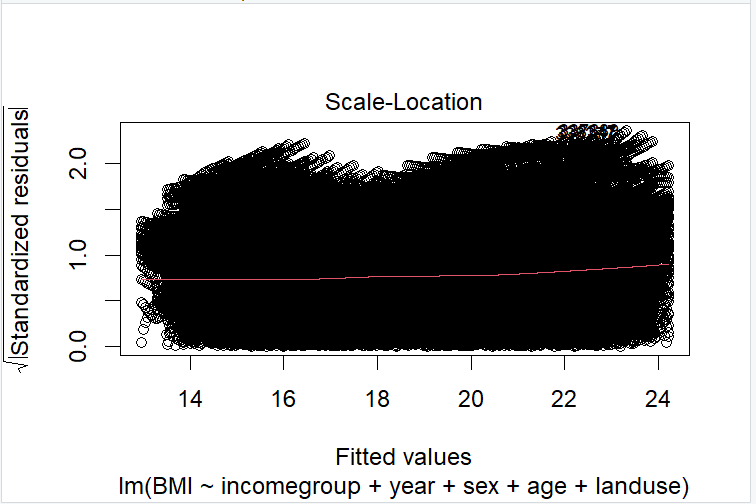 Scale-Location
√|Standardized residuals|
2.0
1.0
0.0
14 16 18 20 22 24
Fitted values
lm(BMI ~ incomegroup + year + sex + age + landuse)